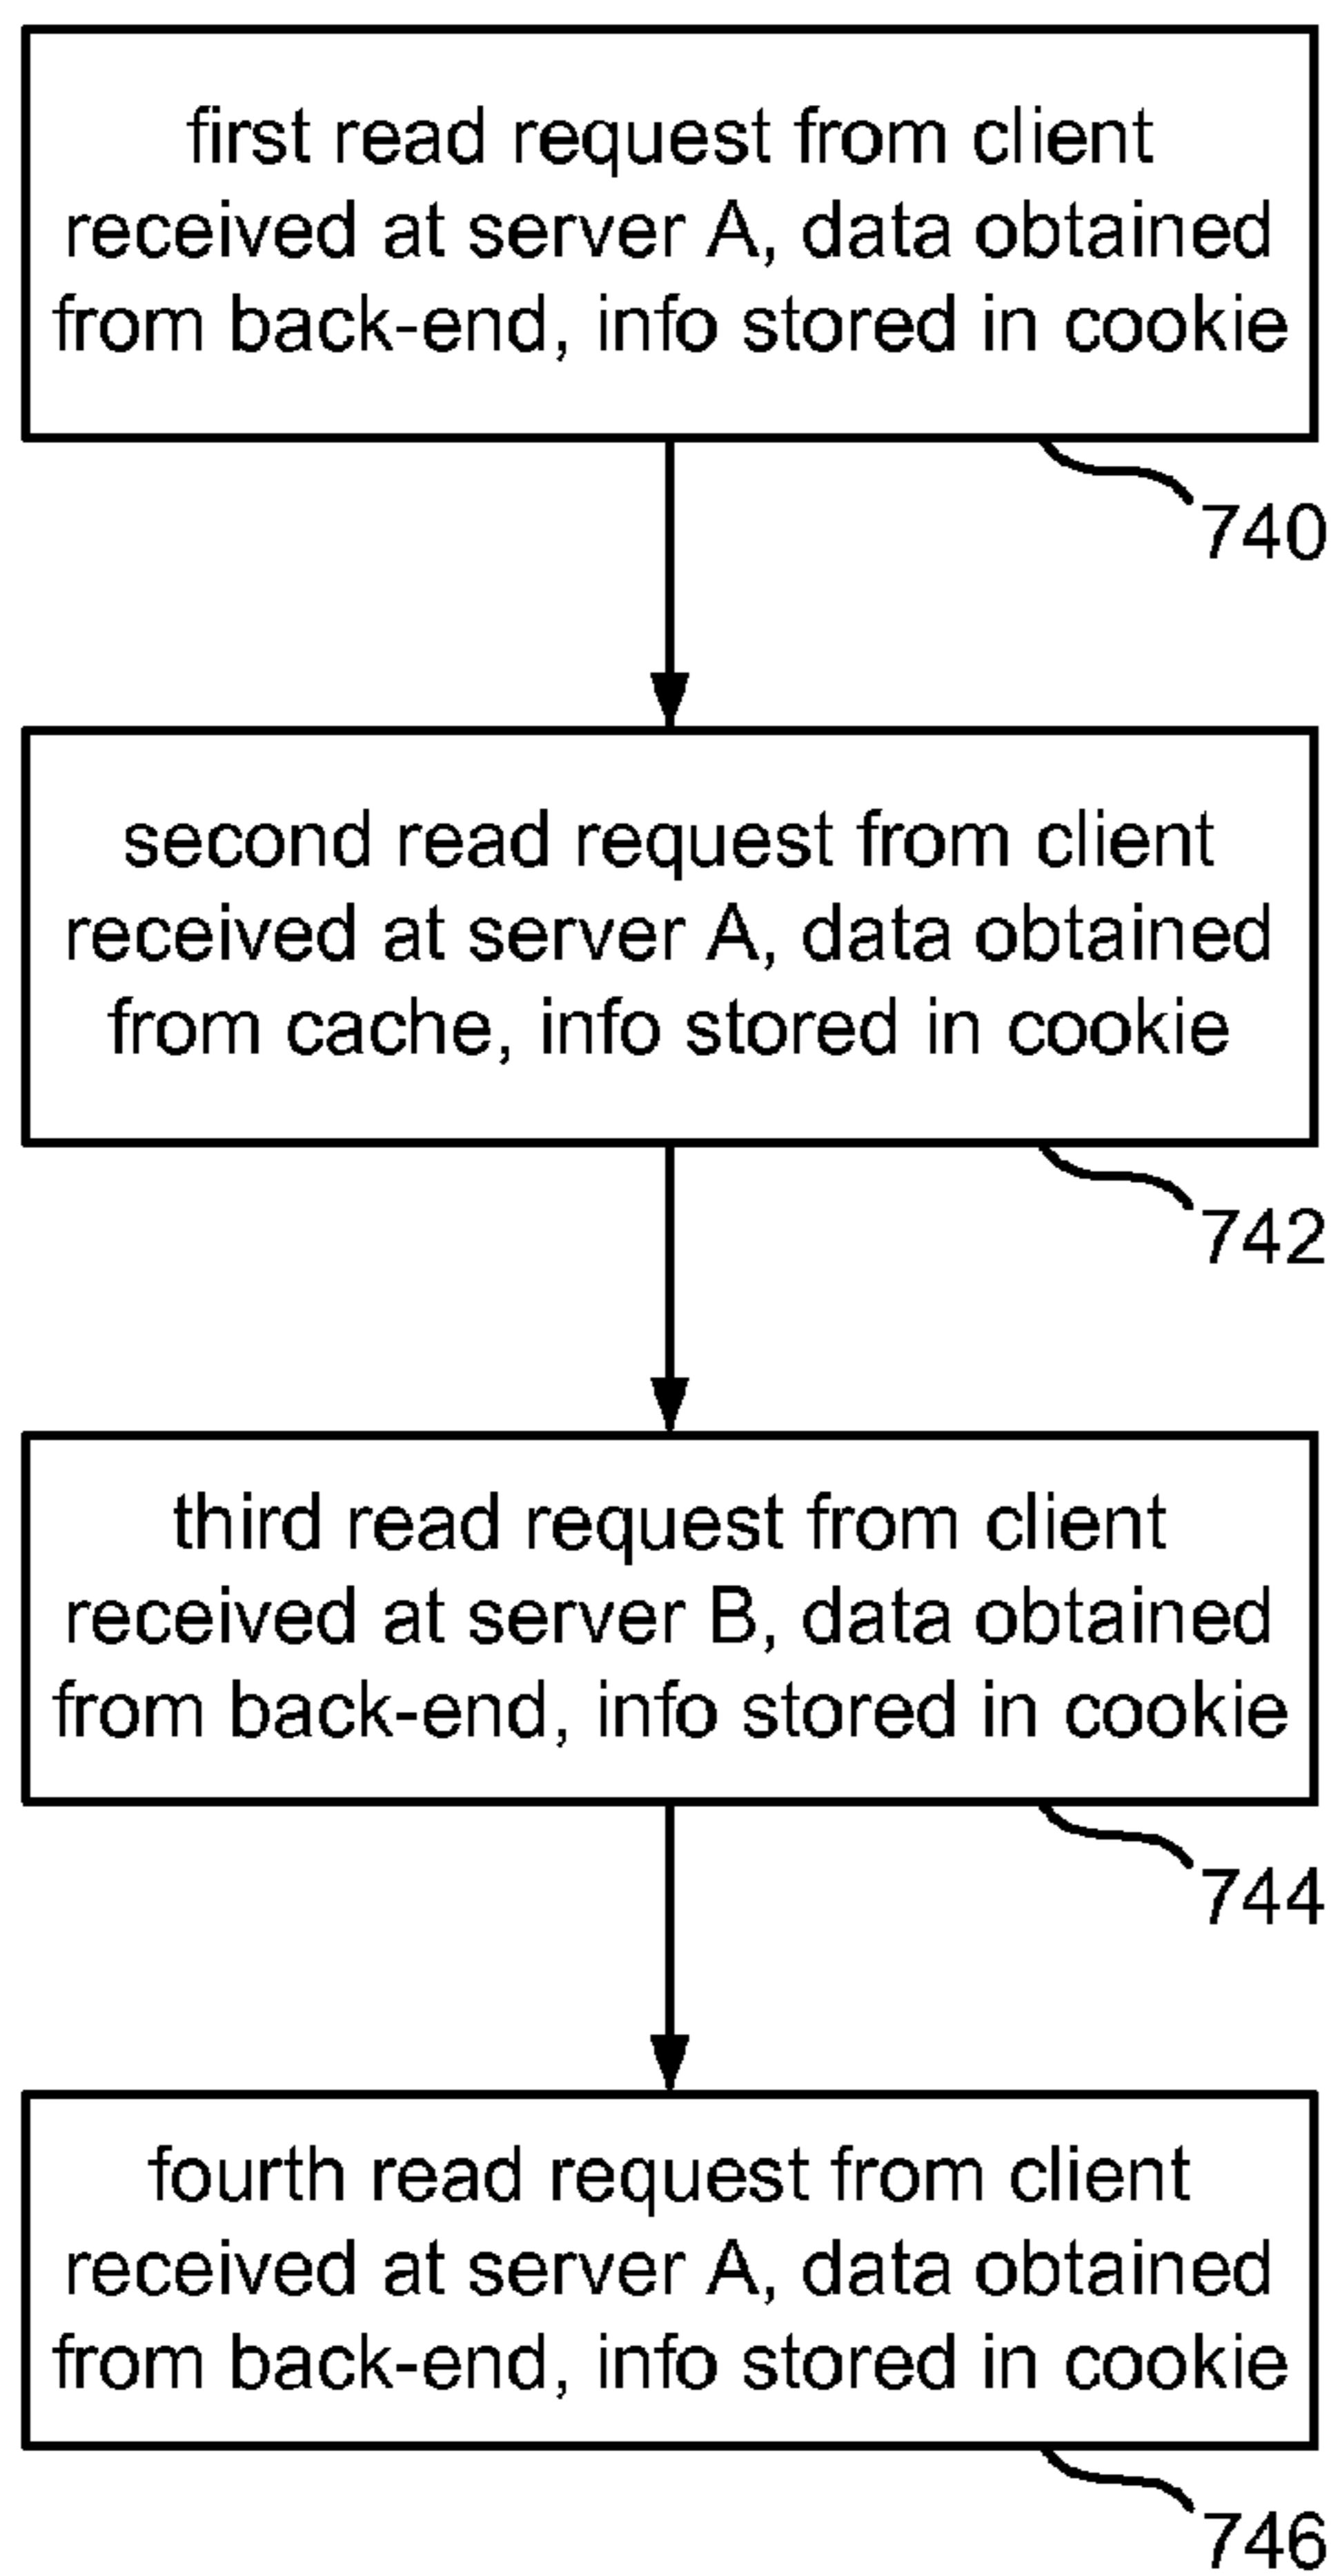 first read request from client
received at server A, data obtained
from back-end, info stored in cookie
740
second read request from client
received at server A, data obtained
from cache, info stored in cookie
742
third read request from client
received at server B, data obtained
from back-end, info stored in cookie
744
fourth read request from client
received at server A, data obtained
from back-end, info stored in cookie
746